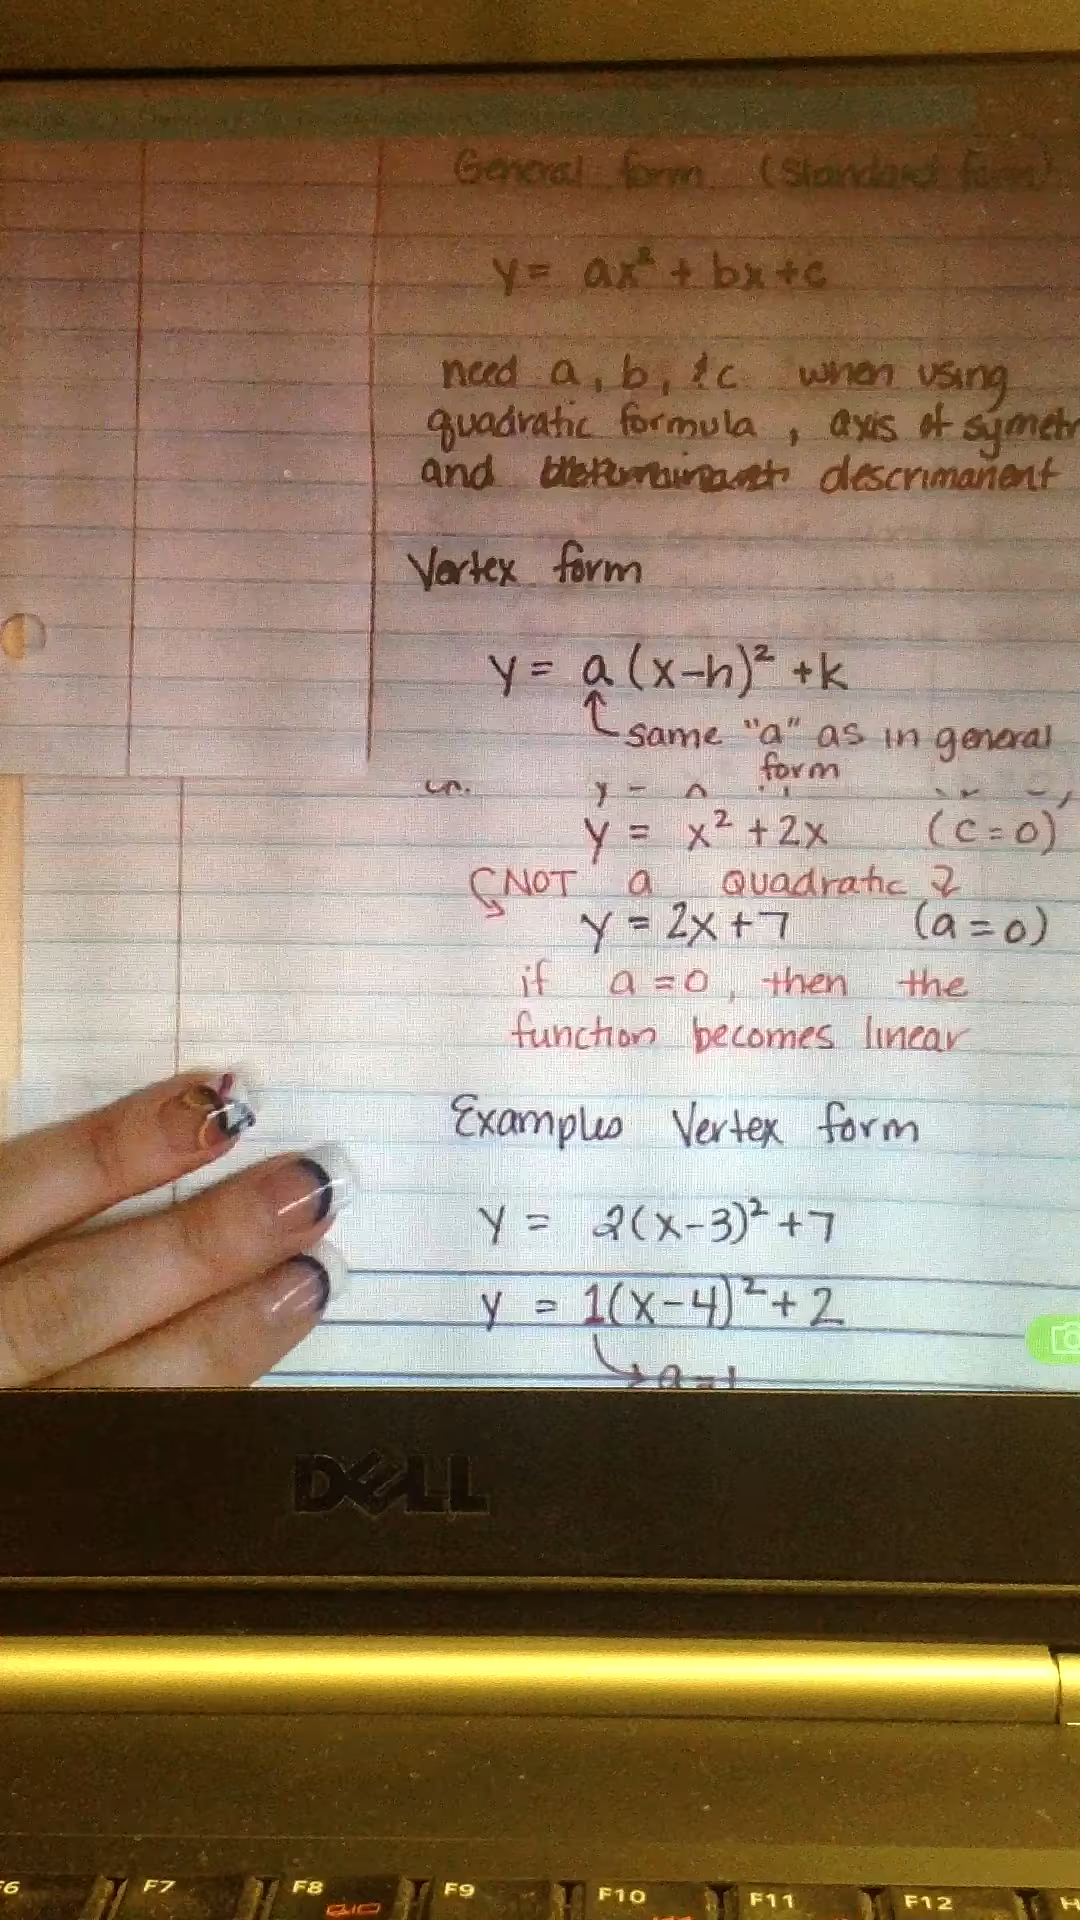 General form (Standard form)
y = ax² + bx + c
need a, b, & c when using
quadratic formula, axis of symetr
and descrimanent
Vertex form
y = a (x-h)² + k
same "a" as in general
form
y = x² + 2x (c = 0)
NOT a quadratic
y = 2x + 7 (a = 0)
if a = 0, then the
function becomes linear
Examples Vertex form
y = 2(x-3)² + 7
y = 1(x-4)² + 2
a = 1
DELL
F7 F8 F9 F10 F11 F12